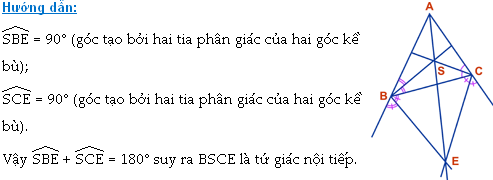 Hướng dẫn:
SBE = 90° (góc tạo bởi hai tia phân giác của hai góc kề
bù);
SCE = 90° (góc tạo bởi hai tia phân giác của hai góc kề
bù).
Vậy SBE + SCE = 180° suy ra BSCE là tứ giác nội tiếp.
A
S
C
B
E